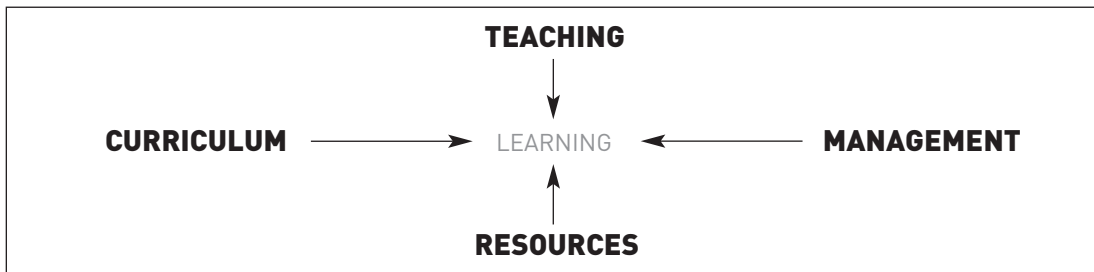 TEACHING
CURRICULUM LEARNING MANAGEMENT
RESOURCES